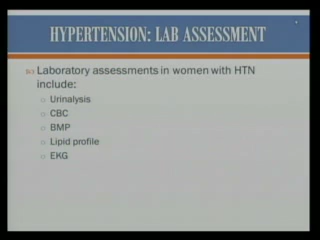 HYPERTENSION: LAB ASSESSMENT
Laboratory assessments in women with HTN
include:
Urinalysis
CBC
BMP
Lipid profile
EKG